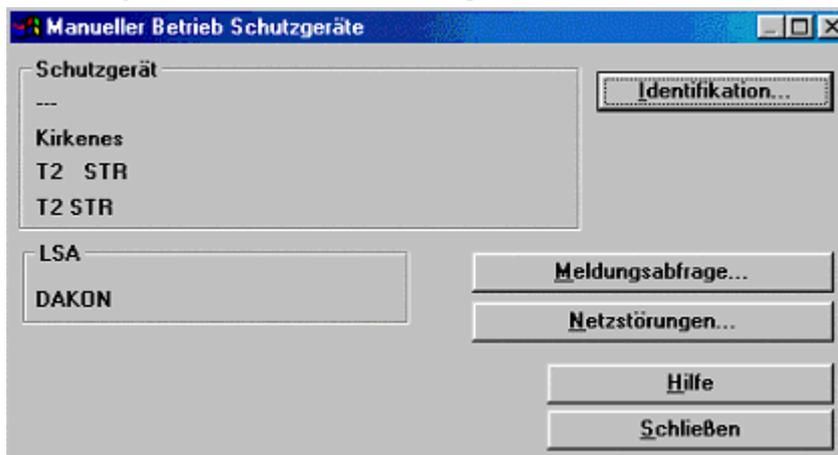 Manueller Betrieb Schutzgeräte
Schutzgerät
---
Kirkenes
T2 STR
T2 STR
Identifikation...
LSA
DAKON
Meldungsabfrage...
Netzstörungen...
Hilfe
Schließen